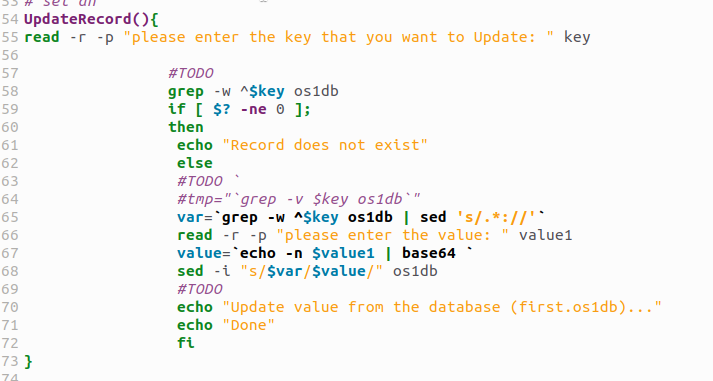 53 # set an
54 UpdateRecord(){
55 read -r -p "please enter the key that you want to Update: " key
56
57 #TODO
58 grep -w ^$key os1db
59 if [ $? -ne 0 ];
60 then
61 echo "Record does not exist"
62 else
63 #TODO `
64 #tmp="`grep -v $key os1db`"
65 var=`grep -w ^$key os1db | sed 's/.*://'`
66 read -r -p "please enter the value: " value1
67 value=`echo -n $value1 | base64 `
68 sed -i "s/$var/$value/" os1db
69 #TODO
70 echo "Update value from the database (first.os1db)..."
71 echo "Done"
72 fi
73 }
74